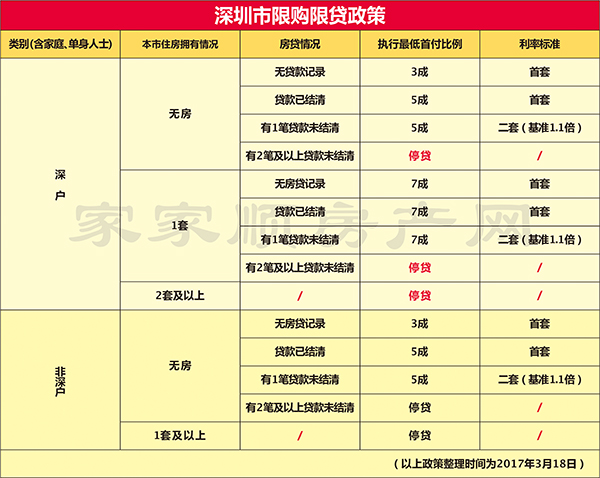 深圳市限购限贷政策
类别(含家庭、单身人士) 本市住房拥有情况 房贷情况 执行最低首付比例 利率标准
深户 无房 无贷款记录 3成 首套
贷款已结清 5成 首套
有1笔贷款未结清 5成 二套（基准1.1倍）
有2笔及以上贷款未结清 停贷 /
1套 无房贷记录 7成 首套
贷款已结清 7成 首套
有1笔贷款未结清 7成 二套（基准1.1倍）
有2笔及以上贷款未结清 停贷 /
2套及以上 / 停贷 /
非深户 无房 无房贷记录 3成 首套
贷款已结清 5成 首套
有1笔贷款未结清 5成 二套（基准1.1倍）
有2笔及以上贷款未结清 停贷 /
1套及以上 / 停贷 /
（以上政策整理时间为2017年3月18日）
家家顺房产网